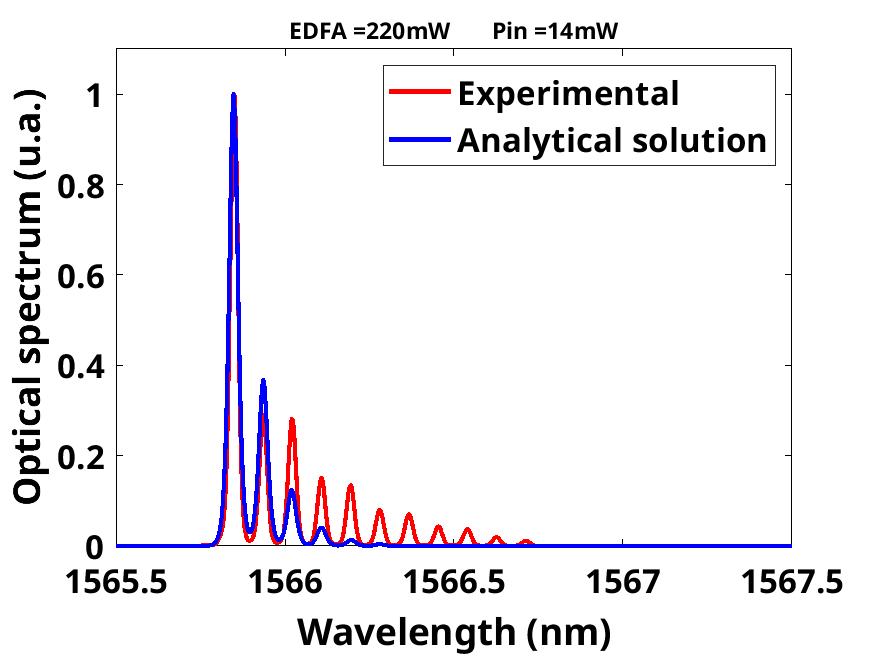 EDFA =220mW Pin =14mW
Experimental
Analytical solution
Optical spectrum (u.a.)
1
0.8
0.6
0.4
0.2
0
1565.5 1566 1566.5 1567 1567.5
Wavelength (nm)